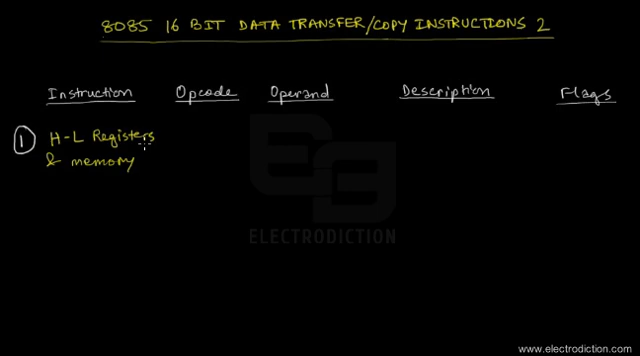 8085 16 BIT DATA TRANSFER/COPY INSTRUCTIONS 2
Instruction Opcode Operand Description Flags
1 H-L Registers
& memory
ELECTRODICTION
www.electrodiction.com